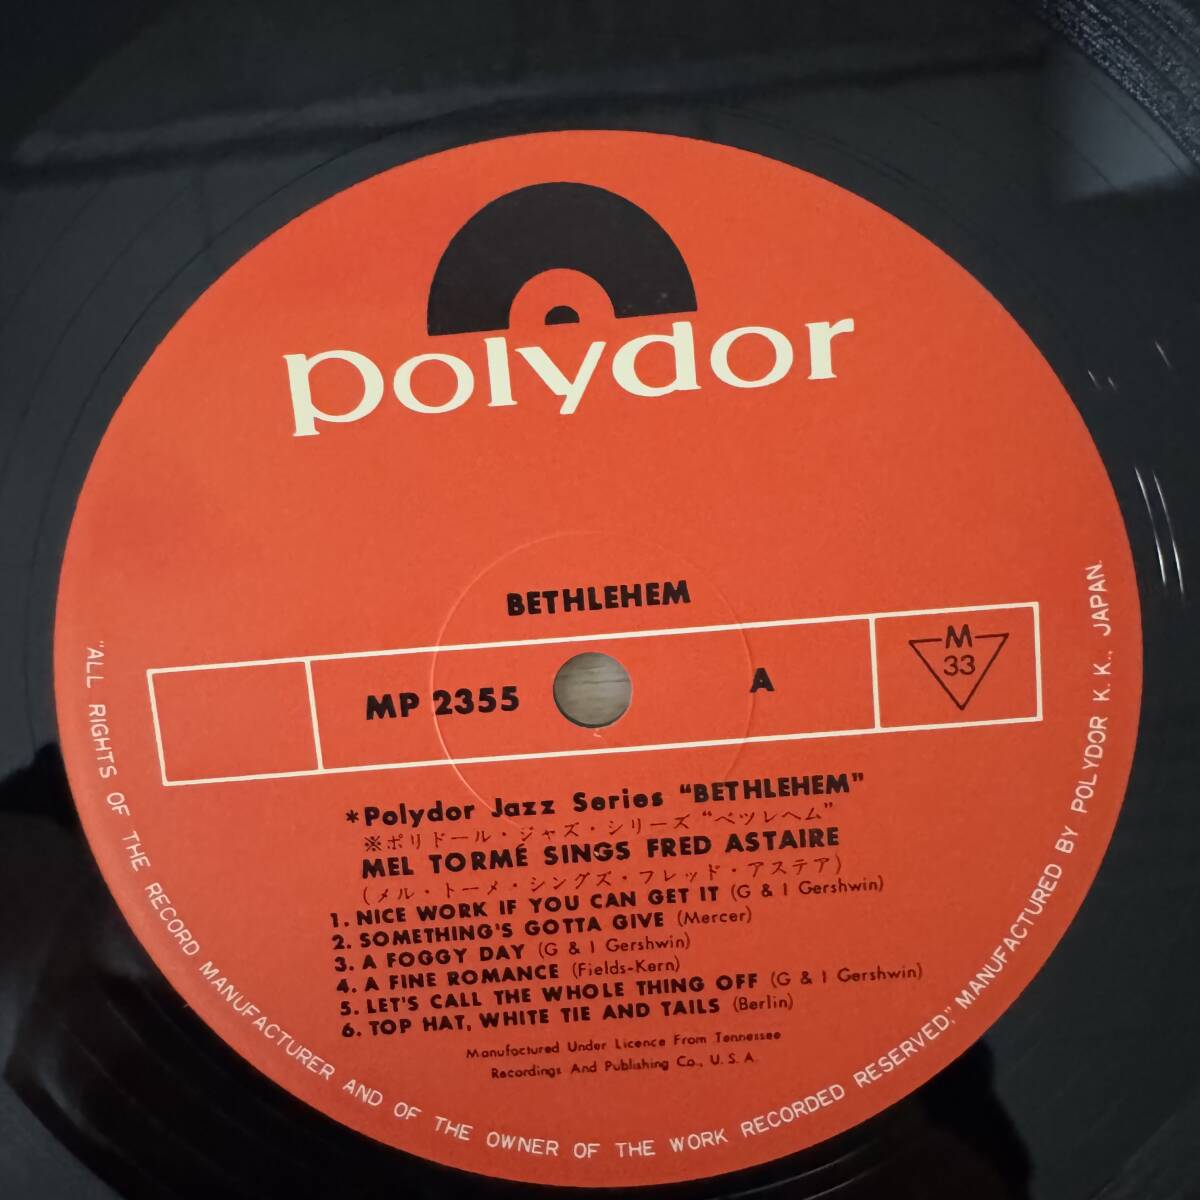 polydor
BETHLEHEM
MP 2355
A
M
33
*Polydor Jazz Series "BETHLEHEM"
※ポリドール・ジャズ・シリーズ "ベツレヘム"
MEL TORMÉ SINGS FRED ASTAIRE
(メル・トーメ・シングズ・フレッド・アステア)
1. NICE WORK IF YOU CAN GET IT (G & I Gershwin)
2. SOMETHING'S GOTTA GIVE (Mercer)
3. A FOGGY DAY (G & I Gershwin)
4. A FINE ROMANCE (Fields-Kern)
5. LET'S CALL THE WHOLE THING OFF (G & I Gershwin)
6. TOP HAT, WHITE TIE AND TAILS (Berlin)
Manufactured Under Licence From Tennessee
Recordings And Publishing Co., U.S.A.
"ALL RIGHTS OF THE RECORD MANUFACTURER AND OF THE OWNER OF THE WORK RECORDED RESERVED," MANUFACTURED BY POLYDOR K.K., JAPAN.